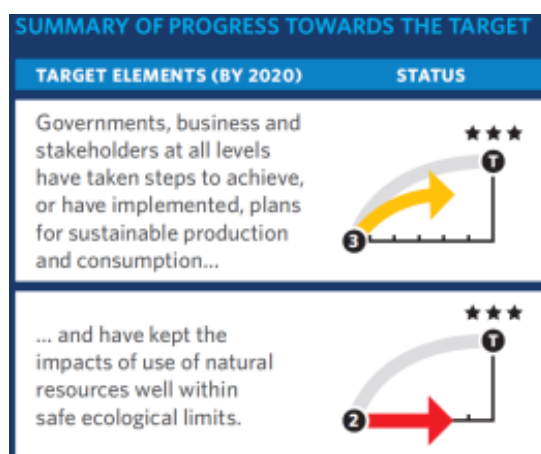 SUMMARY OF PROGRESS TOWARDS THE TARGET
TARGET ELEMENTS (BY 2020) STATUS
Governments, business and
stakeholders at all levels
have taken steps to achieve,
or have implemented, plans
for sustainable production
and consumption...
★★★
T
3
... and have kept the
impacts of use of natural
resources well within
safe ecological limits.
★★★
T
2